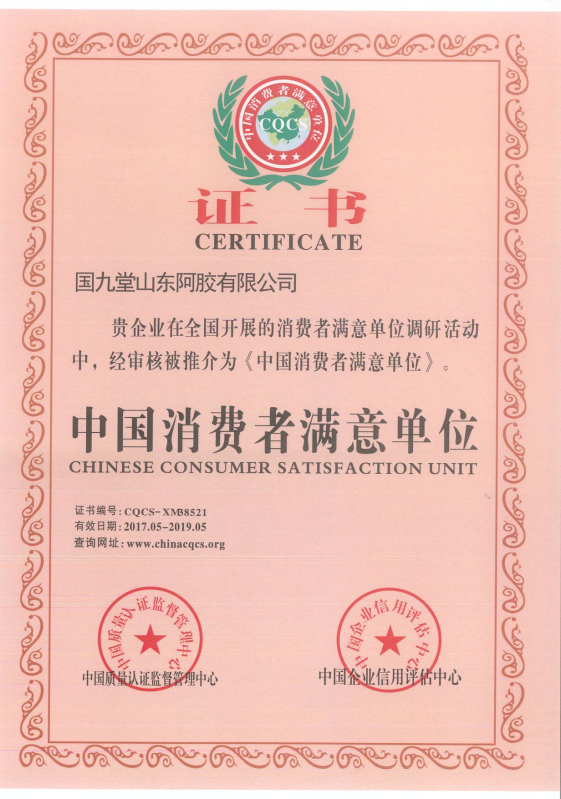 中国消费者满意单位
CQCS
证书
CERTIFICATE
国九堂山东阿胶有限公司
贵企业在全国开展的消费者满意单位调研活动
中，经审核被推介为《中国消费者满意单位》。
中国消费者满意单位
CHINESE CONSUMER SATISFACTION UNIT
证书编号：CQCS-XMB8521
有效日期：2017.05-2019.05
查询网址：www.chinacqcs.org
中国质量认证监督管理中心
中国企业信用评估中心
中国质量认证监督管理中心
中国企业信用评估中心